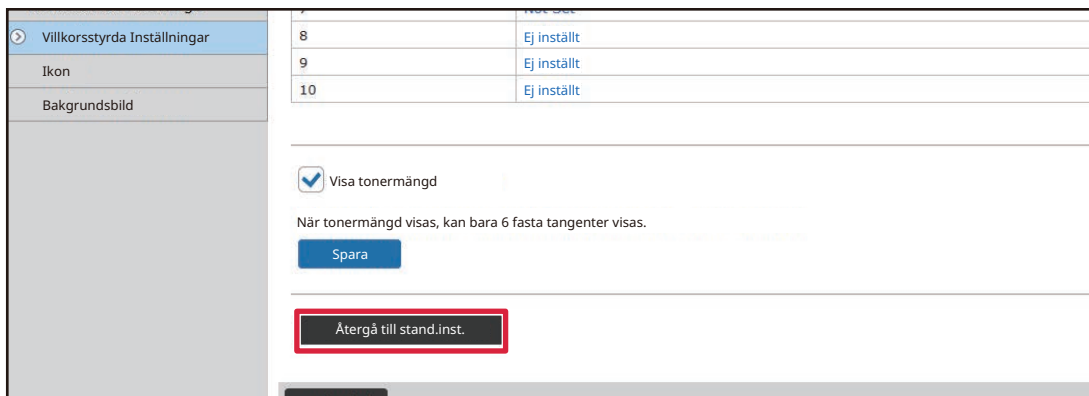 Villkorsstyrda Inställningar
Ikon
Bakgrundsbild
8 Ej inställt
9 Ej inställt
10 Ej inställt
Visa tonermängd
När tonermängd visas, kan bara 6 fasta tangenter visas.
Spara
Återgå till stand.inst.